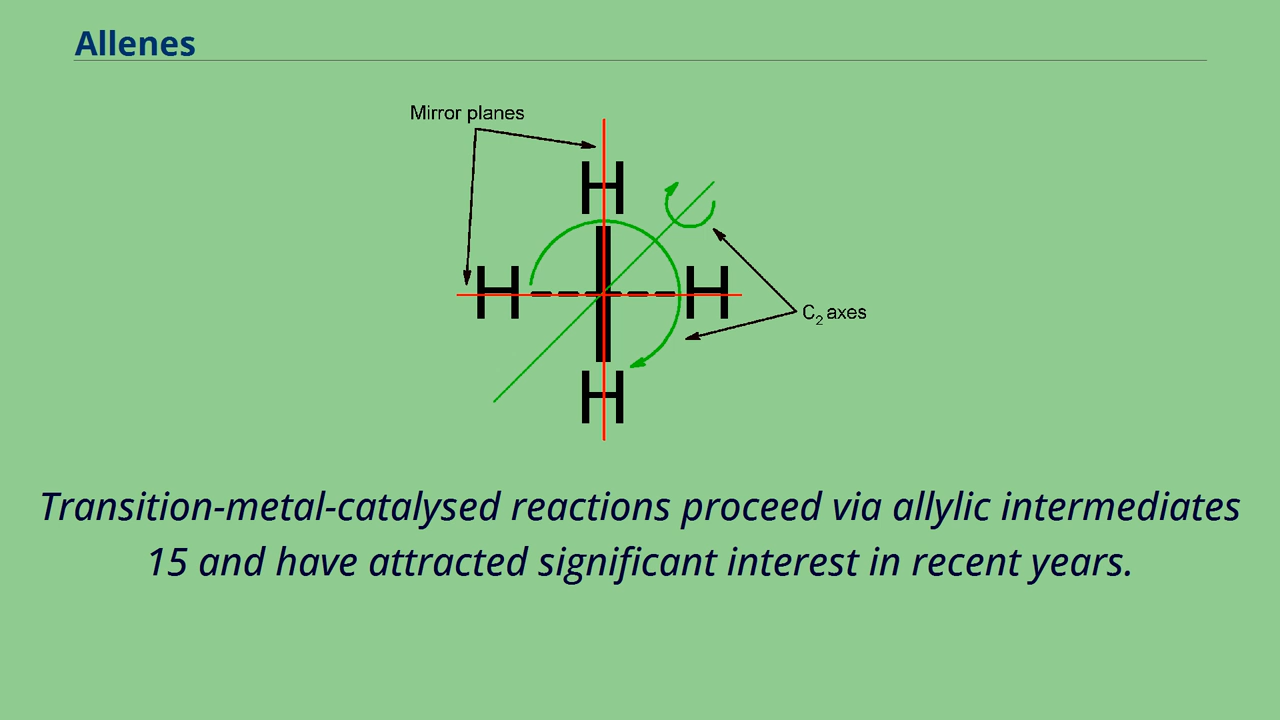 Allenes
Mirror planes
H
H
H
C2 axes
H
Transition-metal-catalysed reactions proceed via allylic intermediates
15 and have attracted significant interest in recent years.